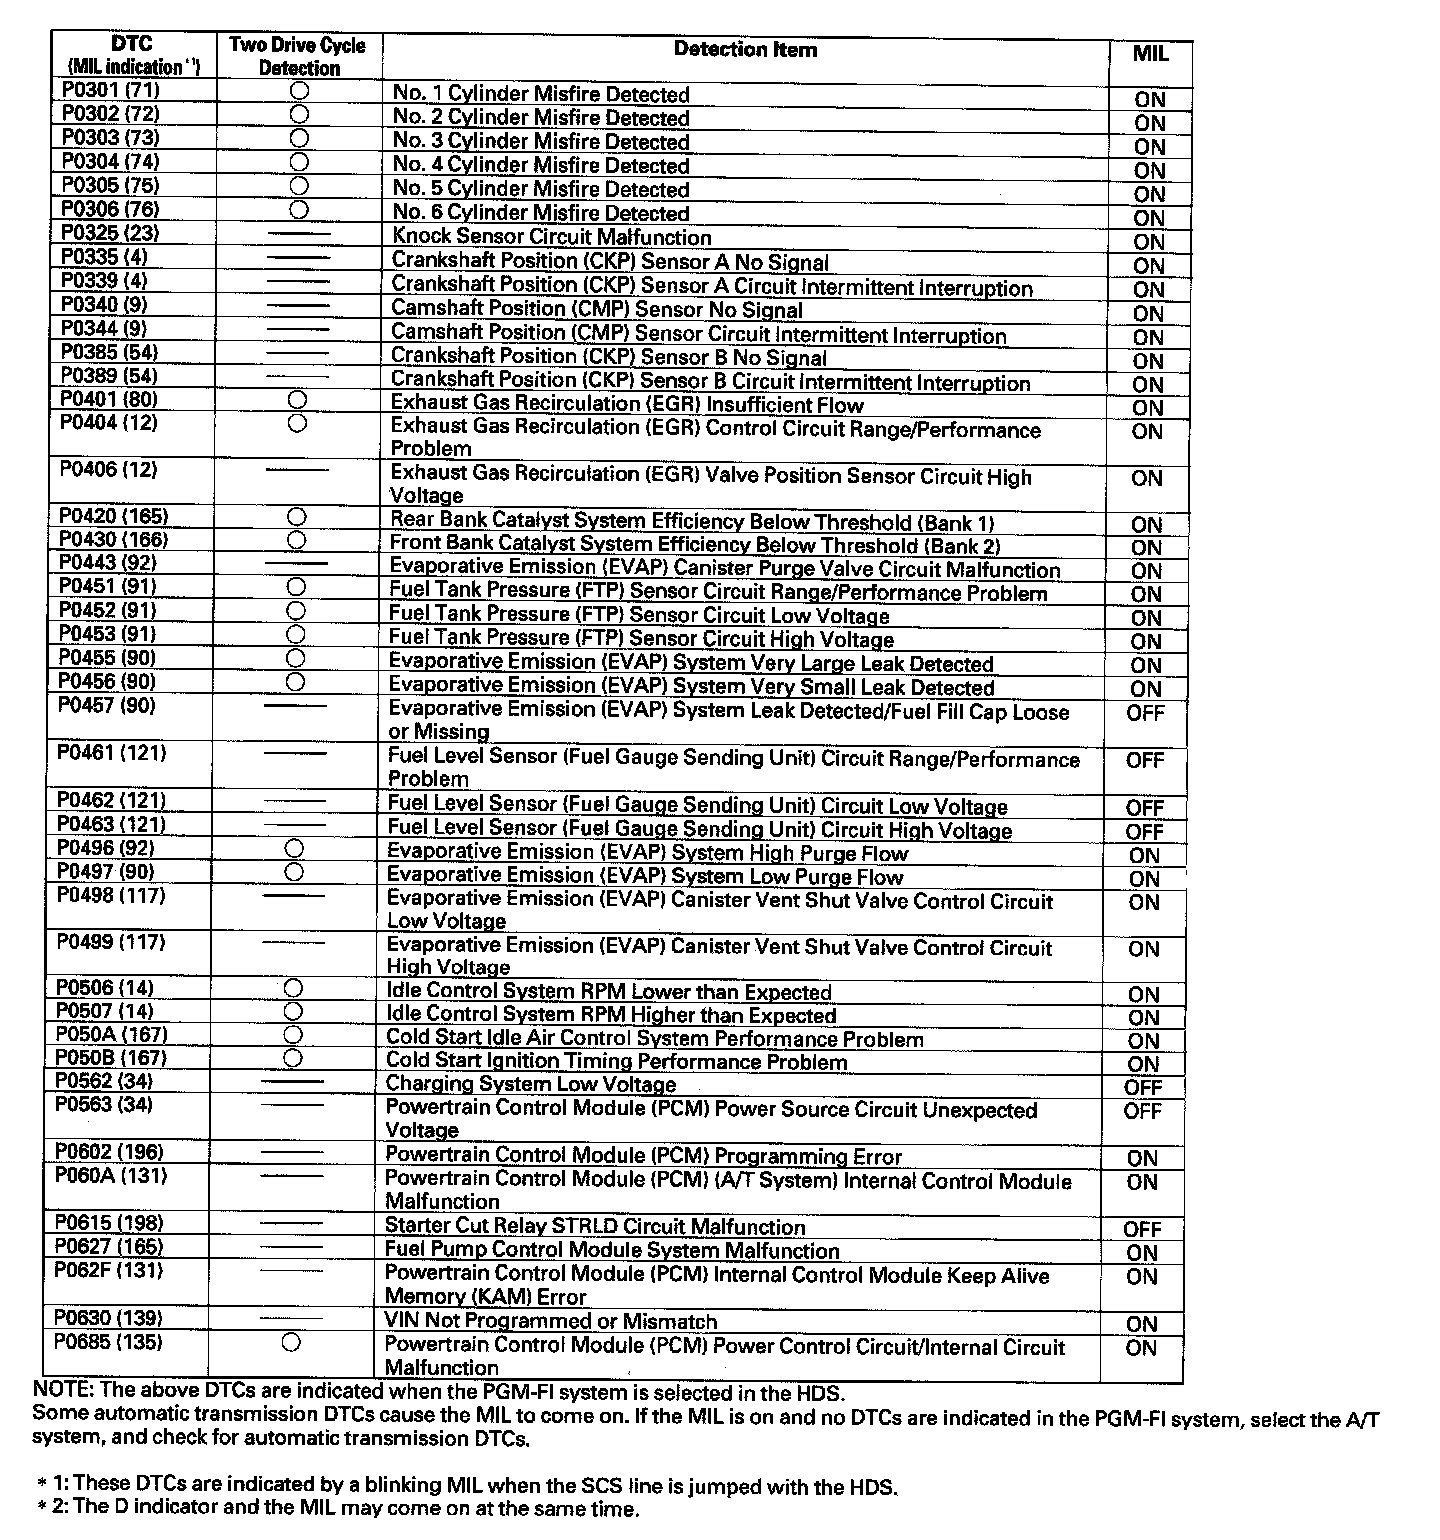 DTC (MIL indication*1) Two Drive Cycle Detection Detection Item MIL
P0301 (71) ○ No. 1 Cylinder Misfire Detected ON
P0302 (72) ○ No. 2 Cylinder Misfire Detected ON
P0303 (73) ○ No. 3 Cylinder Misfire Detected ON
P0304 (74) ○ No. 4 Cylinder Misfire Detected ON
P0305 (75) ○ No. 5 Cylinder Misfire Detected ON
P0306 (76) ○ No. 6 Cylinder Misfire Detected ON
P0325 (23) — Knock Sensor Circuit Malfunction ON
P0335 (4) — Crankshaft Position (CKP) Sensor A No Signal ON
P0339 (4) — Crankshaft Position (CKP) Sensor A Circuit Intermittent Interruption ON
P0340 (9) — Camshaft Position (CMP) Sensor No Signal ON
P0344 (9) — Camshaft Position (CMP) Sensor Circuit Intermittent Interruption ON
P0385 (54) — Crankshaft Position (CKP) Sensor B No Signal ON
P0389 (54) — Crankshaft Position (CKP) Sensor B Circuit Intermittent Interruption ON
P0401 (80) ○ Exhaust Gas Recirculation (EGR) Insufficient Flow ON
P0404 (12) ○ Exhaust Gas Recirculation (EGR) Control Circuit Range/Performance ON
Problem
P0406 (12) — Exhaust Gas Recirculation (EGR) Valve Position Sensor Circuit High ON
Voltage
P0420 (165) ○ Rear Bank Catalyst System Efficiency Below Threshold (Bank 1) ON
P0430 (166) ○ Front Bank Catalyst System Efficiency Below Threshold (Bank 2) ON
P0443 (92) — Evaporative Emission (EVAP) Canister Purge Valve Circuit Malfunction ON
P0451 (91) ○ Fuel Tank Pressure (FTP) Sensor Circuit Range/Performance Problem ON
P0452 (91) ○ Fuel Tank Pressure (FTP) Sensor Circuit Low Voltage ON
P0453 (91) ○ Fuel Tank Pressure (FTP) Sensor Circuit High Voltage ON
P0455 (90) ○ Evaporative Emission (EVAP) System Very Large Leak Detected ON
P0456 (90) ○ Evaporative Emission (EVAP) System Very Small Leak Detected ON
P0457 (90) — Evaporative Emission (EVAP) System Leak Detected/Fuel Fill Cap Loose OFF
or Missing
P0461 (121) — Fuel Level Sensor (Fuel Gauge Sending Unit) Circuit Range/Performance OFF
Problem
P0462 (121) — Fuel Level Sensor (Fuel Gauge Sending Unit) Circuit Low Voltage OFF
P0463 (121) — Fuel Level Sensor (Fuel Gauge Sending Unit) Circuit High Voltage OFF
P0496 (92) ○ Evaporative Emission (EVAP) System High Purge Flow ON
P0497 (90) ○ Evaporative Emission (EVAP) System Low Purge Flow ON
P0498 (117) — Evaporative Emission (EVAP) Canister Vent Shut Valve Control Circuit ON
Low Voltage
P0499 (117) — Evaporative Emission (EVAP) Canister Vent Shut Valve Control Circuit ON
High Voltage
P0506 (14) ○ Idle Control System RPM Lower than Expected ON
P0507 (14) ○ Idle Control System RPM Higher than Expected ON
P050A (167) ○ Cold Start Idle Air Control System Performance Problem ON
P050B (167) ○ Cold Start Ignition Timing Performance Problem ON
P0562 (34) — Charging System Low Voltage OFF
P0563 (34) — Powertrain Control Module (PCM) Power Source Circuit Unexpected OFF
Voltage
P0602 (196) — Powertrain Control Module (PCM) Programming Error ON
P060A (131) — Powertrain Control Module (PCM) (A/T System) Internal Control Module ON
Malfunction
P0615 (198) — Starter Cut Relay STRLD Circuit Malfunction OFF
P0627 (165) — Fuel Pump Control Module System Malfunction ON
P062F (131) — Powertrain Control Module (PCM) Internal Control Module Keep Alive ON
Memory (KAM) Error
P0630 (139) — VIN Not Programmed or Mismatch ON
P0685 (135) ○ Powertrain Control Module (PCM) Power Control Circuit/Internal Circuit ON
Malfunction
NOTE: The above DTCs are indicated when the PGM-FI system is selected in the HDS.
Some automatic transmission DTCs cause the MIL to come on. If the MIL is on and no DTCs are indicated in the PGM-FI system, select the A/T
system, and check for automatic transmission DTCs.
* 1: These DTCs are indicated by a blinking MIL when the SCS line is jumped with the HDS.
* 2: The D indicator and the MIL may come on at the same time.